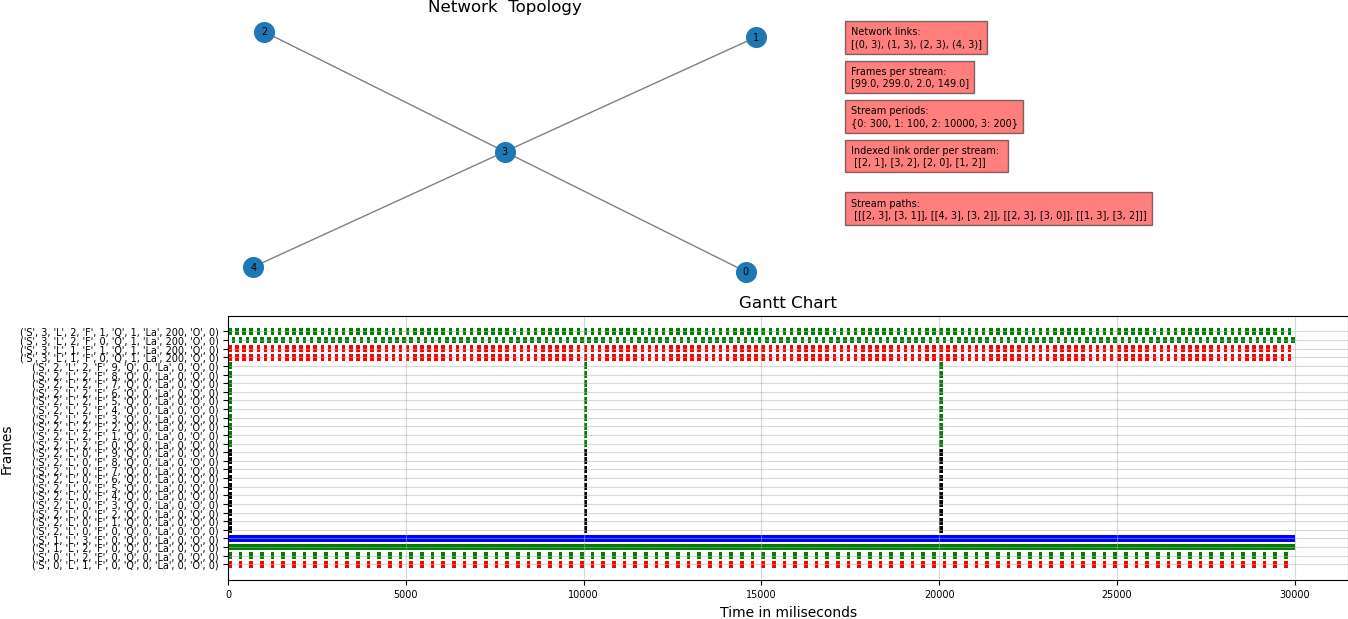 Network  Topology
2
1
3
4
0
Network links:
[(0, 3), (1, 3), (2, 3), (4, 3)]
Frames per stream:
[99.0, 299.0, 2.0, 149.0]
Stream periods:
{0: 300, 1: 100, 2: 10000, 3: 200}
Indexed link order per stream:
[[2, 1], [3, 2], [2, 0], [1, 2]]
Stream paths:
[[[2, 3], [3, 1]], [[4, 3], [3, 2]], [[2, 3], [3, 0]], [[1, 3], [3, 2]]]
Gantt Chart
('S', 3, 'L', 2, 'F', 1, 'Q', 1, 'La', 200, 'O', 0)
('S', 3, 'L', 2, 'F', 0, 'Q', 1, 'La', 200, 'O', 0)
('S', 3, 'L', 1, 'F', 1, 'Q', 1, 'La', 200, 'O', 0)
('S', 3, 'L', 1, 'F', 0, 'Q', 1, 'La', 200, 'O', 0)
('S', 2, 'L', 2, 'F', 9, 'Q', 0, 'La', 0, 'O', 0)
('S', 2, 'L', 2, 'F', 8, 'Q', 0, 'La', 0, 'O', 0)
('S', 2, 'L', 2, 'F', 7, 'Q', 0, 'La', 0, 'O', 0)
('S', 2, 'L', 2, 'F', 6, 'Q', 0, 'La', 0, 'O', 0)
('S', 2, 'L', 2, 'F', 5, 'Q', 0, 'La', 0, 'O', 0)
('S', 2, 'L', 2, 'F', 4, 'Q', 0, 'La', 0, 'O', 0)
('S', 2, 'L', 2, 'F', 3, 'Q', 0, 'La', 0, 'O', 0)
('S', 2, 'L', 2, 'F', 2, 'Q', 0, 'La', 0, 'O', 0)
('S', 2, 'L', 2, 'F', 1, 'Q', 0, 'La', 0, 'O', 0)
('S', 2, 'L', 2, 'F', 0, 'Q', 0, 'La', 0, 'O', 0)
('S', 2, 'L', 0, 'F', 9, 'Q', 0, 'La', 0, 'O', 0)
('S', 2, 'L', 0, 'F', 8, 'Q', 0, 'La', 0, 'O', 0)
('S', 2, 'L', 0, 'F', 7, 'Q', 0, 'La', 0, 'O', 0)
('S', 2, 'L', 0, 'F', 6, 'Q', 0, 'La', 0, 'O', 0)
('S', 2, 'L', 0, 'F', 5, 'Q', 0, 'La', 0, 'O', 0)
('S', 2, 'L', 0, 'F', 4, 'Q', 0, 'La', 0, 'O', 0)
('S', 2, 'L', 0, 'F', 3, 'Q', 0, 'La', 0, 'O', 0)
('S', 2, 'L', 0, 'F', 2, 'Q', 0, 'La', 0, 'O', 0)
('S', 2, 'L', 0, 'F', 1, 'Q', 0, 'La', 0, 'O', 0)
('S', 2, 'L', 0, 'F', 0, 'Q', 0, 'La', 0, 'O', 0)
('S', 1, 'L', 3, 'F', 0, 'Q', 0, 'La', 0, 'O', 0)
('S', 1, 'L', 2, 'F', 0, 'Q', 0, 'La', 0, 'O', 0)
('S', 0, 'L', 2, 'F', 0, 'Q', 0, 'La', 0, 'O', 0)
('S', 0, 'L', 1, 'F', 0, 'Q', 0, 'La', 0, 'O', 0)
Frames
0
5000
10000
15000
20000
25000
30000
Time in miliseconds